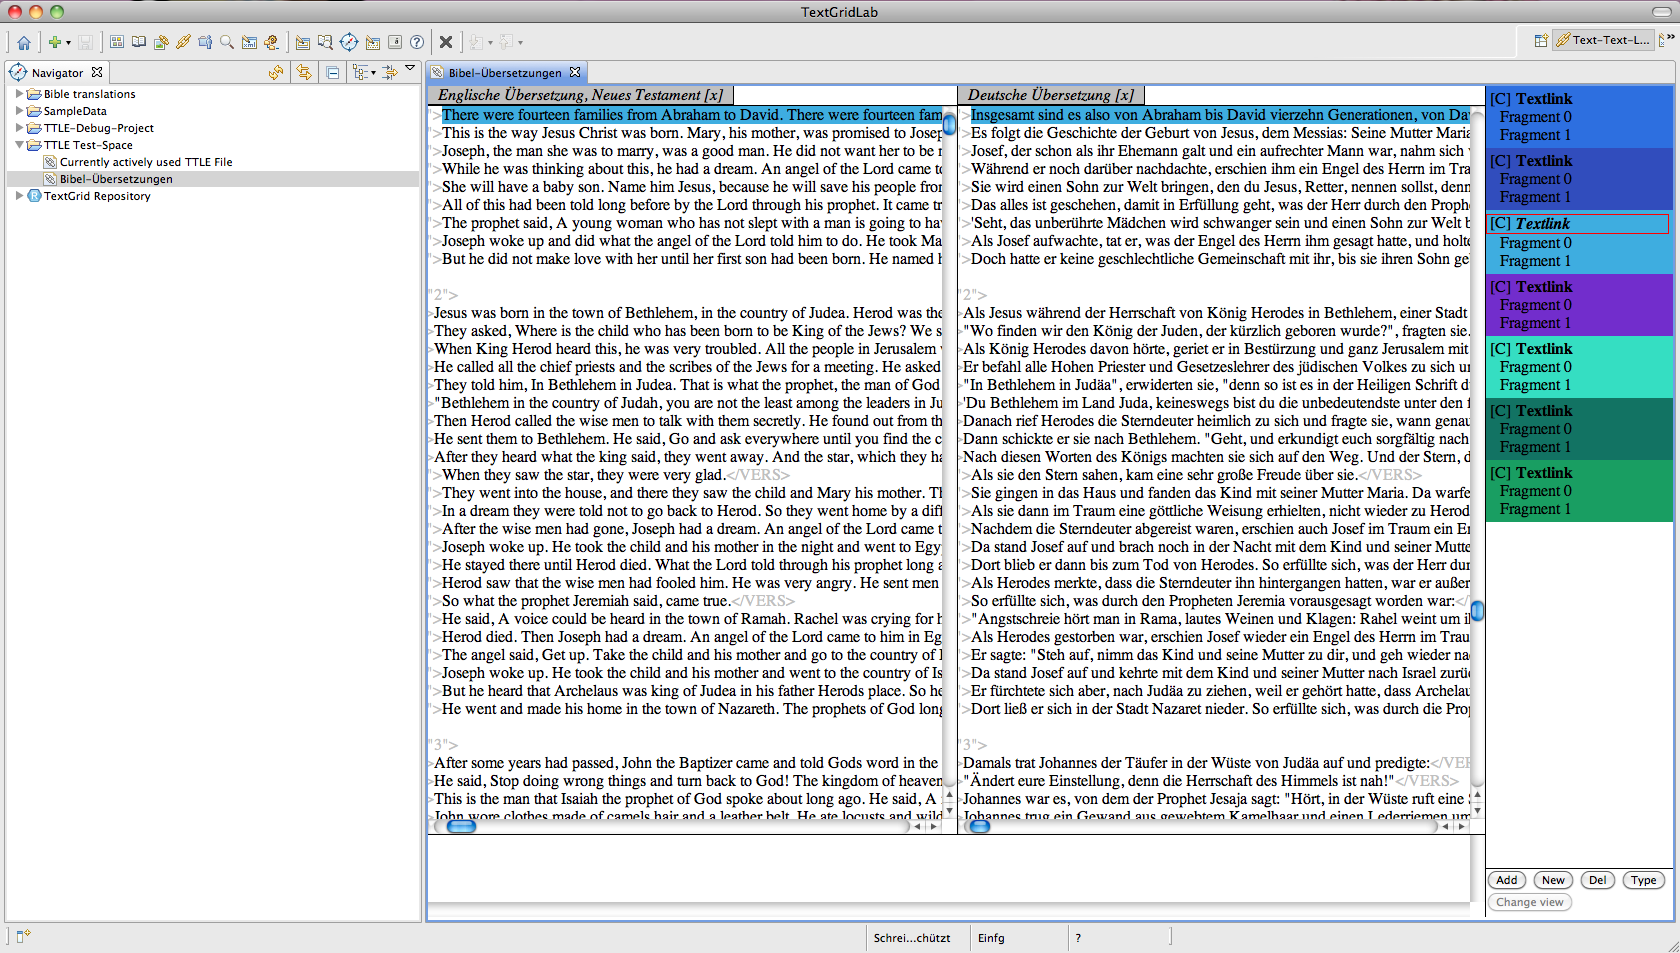 TextGridLab
Text-Text-L...
Navigator
Bible translations
SampleData
TTLE-Debug-Project
TTLE Test-Space
Currently actively used TTLE File
Bibel-Übersetzungen
TextGrid Repository
Bibel-Übersetzungen
Englische Übersetzung, Neues Testament [x]
">There were fourteen families from Abraham to David. There were fourteen fam
">This is the way Jesus Christ was born. Mary, his mother, was promised to Josep
">Joseph, the man she was to marry, was a good man. He did not want her to be
">While he was thinking about this, he had a dream. An angel of the Lord came t
">She will have a baby son. Name him Jesus, because he will save his people fro
">All of this had been told long before by the Lord through his prophet. It came tr
">The prophet said, A young woman who has not slept with a man is going to ha
">Joseph woke up and did what the angel of the Lord told him to do. He took Ma
">But he did not make love with her until her first son had been born. He named
"2">
>Jesus was born in the town of Bethlehem, in the country of Judea. Herod was the
>They asked, Where is the child who has been born to be King of the Jews? We s
>When King Herod heard this, he was very troubled. All the people in Jerusalem
>He called all the chief priests and the scribes of the Jews for a meeting. He asked
>They told him, In Bethlehem in Judea. That is what the prophet, the man of God
>"Bethlehem in the country of Judah, you are not the least among the leaders in Ju
>Then Herod called the wise men to talk with them secretly. He found out from th
>He sent them to Bethlehem. He said, Go and ask everywhere until you find the c
>After they heard what the king said, they went away. And the star, which they ha
">When they saw the star, they were very glad.</VERS>
">They went into the house, and there they saw the child and Mary his mother. Th
">In a dream they were told not to go back to Herod. So they went home by a diff
">After the wise men had gone, Joseph had a dream. An angel of the Lord came t
">Joseph woke up. He took the child and his mother in the night and went to Egy
">He stayed there until Herod died. What the Lord told through his prophet long a
">Herod saw that the wise men had fooled him. He was very angry. He sent men
">So what the prophet Jeremiah said, came true.</VERS>
">He said, A voice could be heard in the town of Ramah. Rachel was crying for h
">Herod died. Then Joseph had a dream. An angel of the Lord came to him in Eg
">The angel said, Get up. Take the child and his mother and go to the country of I
">Joseph woke up. He took the child and his mother and went to the country of Is
">But he heard that Archelaus was king of Judea in his father Herods place. So he
">He went and made his home in the town of Nazareth. The prophets of God long
"3">
>After some years had passed, John the Baptizer came and told Gods word in the
>He said, Stop doing wrong things and turn back to God! The kingdom of heaven
>This is the man that Isaiah the prophet of God spoke about long ago. He said, A
>John wore clothes made of camels hair and a leather belt. He ate locusts and wild
Deutsche Übersetzung [x]
">Insgesamt sind es also von Abraham bis David vierzehn Generationen, von Da
">Es folgt die Geschichte der Geburt von Jesus, dem Messias: Seine Mutter Maria
">Josef, der schon als ihr Ehemann galt und ein aufrechter Mann war, nahm sich
">Während er noch darüber nachdachte, erschien ihm ein Engel des Herrn im Tra
">Sie wird einen Sohn zur Welt bringen, den du Jesus, Retter, nennen sollst, denn
">Das alles ist geschehen, damit in Erfüllung geht, was der Herr durch den Proph
">'Seht, das unberührte Mädchen wird schwanger sein und einen Sohn zur Welt b
">Als Josef aufwachte, tat er, was der Engel des Herrn ihm gesagt hatte, und holte
">Doch hatte er keine geschlechtliche Gemeinschaft mit ihr, bis sie ihren Sohn ge
"2">
>Als Jesus während der Herrschaft von König Herodes in Bethlehem, einer Stadt
>"Wo finden wir den König der Juden, der kürzlich geboren wurde?", fragten sie.
>Als König Herodes davon hörte, geriet er in Bestürzung und ganz Jerusalem mit
>Er befahl alle Hohen Priester und Gesetzeslehrer des jüdischen Volkes zu sich un
>"In Bethlehem in Judäa", erwiderten sie, "denn so ist es in der Heiligen Schrift d
>'Du Bethlehem im Land Juda, keineswegs bist du die unbedeutendste unter den f
>Danach rief Herodes die Sterndeuter heimlich zu sich und fragte sie, wann genau
>Dann schickte er sie nach Bethlehem. "Geht, und erkundigt euch sorgfältig nach
>Nach diesen Worten des Königs machten sie sich auf den Weg. Und der Stern, d
">Als sie den Stern sahen, kam eine sehr große Freude über sie.</VERS>
">Sie gingen in das Haus und fanden das Kind mit seiner Mutter Maria. Da warfe
">Als sie dann im Traum eine göttliche Weisung erhielten, nicht wieder zu Herod
">Nachdem die Sterndeuter abgereist waren, erschien auch Josef im Traum ein En
">Da stand Josef auf und brach noch in der Nacht mit dem Kind und seiner Mutte
">Dort blieb er dann bis zum Tod von Herodes. So erfüllte sich, was der Herr dur
">Als Herodes merkte, dass die Sterndeuter ihn hintergangen hatten, war er außer
">So erfüllte sich, was durch den Propheten Jeremia vorausgesagt worden war:</
">"Angstschreie hört man in Rama, lautes Weinen und Klagen: Rahel weint um i
">Als Herodes gestorben war, erschien Josef wieder ein Engel des Herrn im Trau
">Er sagte: "Steh auf, nimm das Kind und seine Mutter zu dir, und geh wieder na
">Da stand Josef auf und kehrte mit dem Kind und seiner Mutter nach Israel zurü
">Er fürchtete sich aber, nach Judäa zu ziehen, weil er gehört hatte, dass Archelau
">Dort ließ er sich in der Stadt Nazaret nieder. So erfüllte sich, was durch die Pro
"3">
>Damals trat Johannes der Täufer in der Wüste von Judäa auf und predigte:</VER
>"Ändert eure Einstellung, denn die Herrschaft des Himmels ist nah!"</VERS>
>Johannes war es, von dem der Prophet Jesaja sagt: "Hört, in der Wüste ruft eine
>Johannes trug ein Gewand aus gewebtem Kamelhaar und einen Lederriemen um
[C] Textlink
Fragment 0
Fragment 1
[C] Textlink
Fragment 0
Fragment 1
[C] Textlink
Fragment 0
Fragment 1
[C] Textlink
Fragment 0
Fragment 1
[C] Textlink
Fragment 0
Fragment 1
[C] Textlink
Fragment 0
Fragment 1
[C] Textlink
Fragment 0
Fragment 1
Add New Del Type
Change view
Schrei...chützt Einfg ?